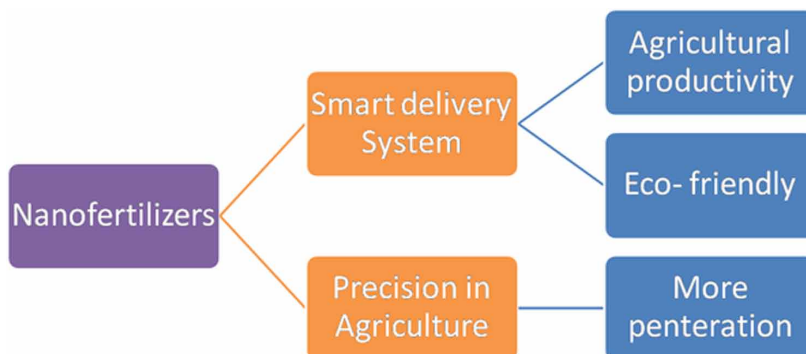 Nanofertilizers
Smart delivery
System
Agricultural
productivity
Eco- friendly
Precision in
Agriculture
More
penteration